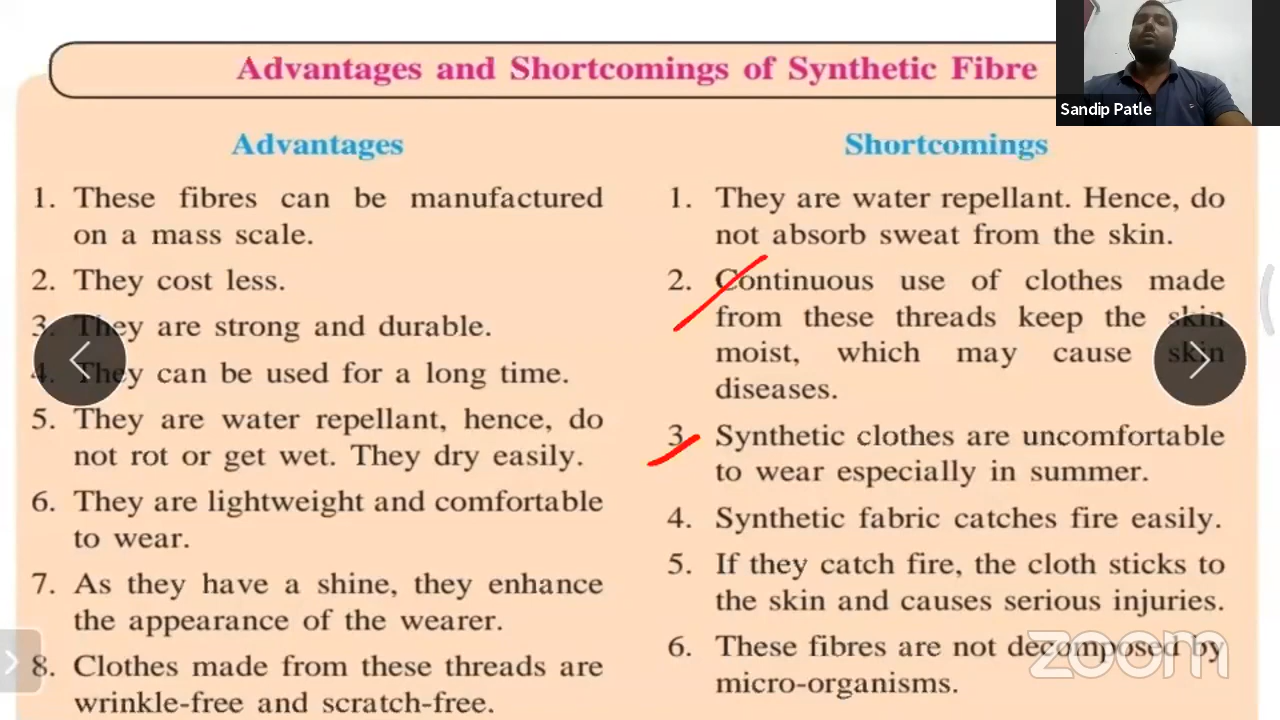 Advantages and Shortcomings of Synthetic Fibre
Sandip Patle
Advantages
1. These fibres can be manufactured
on a mass scale.
2. They cost less.
3. They are strong and durable.
4. They can be used for a long time.
5. They are water repellant, hence, do
not rot or get wet. They dry easily.
6. They are lightweight and comfortable
to wear.
7. As they have a shine, they enhance
the appearance of the wearer.
8. Clothes made from these threads are
wrinkle-free and scratch-free.
Shortcomings
1. They are water repellant. Hence, do
not absorb sweat from the skin.
2. Continuous use of clothes made
from these threads keep the skin
moist, which may cause skin
diseases.
3. Synthetic clothes are uncomfortable
to wear especially in summer.
4. Synthetic fabric catches fire easily.
5. If they catch fire, the cloth sticks to
the skin and causes serious injuries.
6. These fibres are not decomposed by
micro-organisms.
zoom